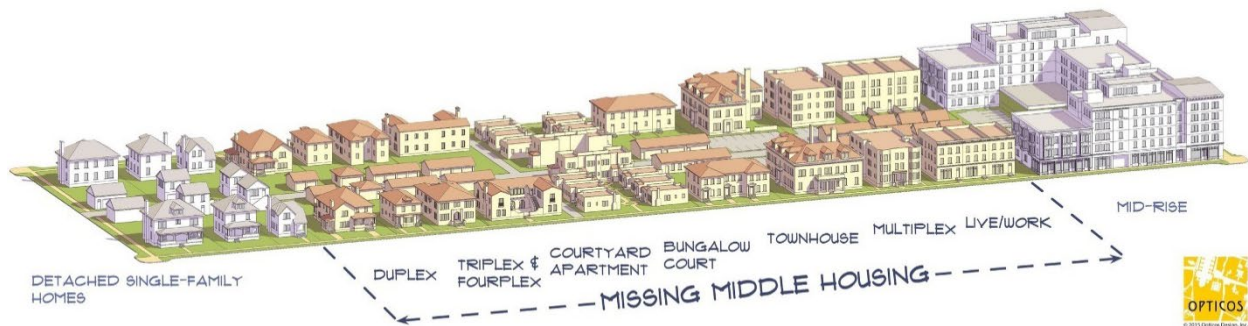 DETACHED SINGLE-FAMILY
HOMES
DUPLEX
TRIPLEX &
FOURPLEX
COURTYARD
APARTMENT
BUNGALOW
COURT
TOWNHOUSE
MULTIPLEX
LIVE/WORK
MID-RISE
MISSING MIDDLE HOUSING
OPTICOS